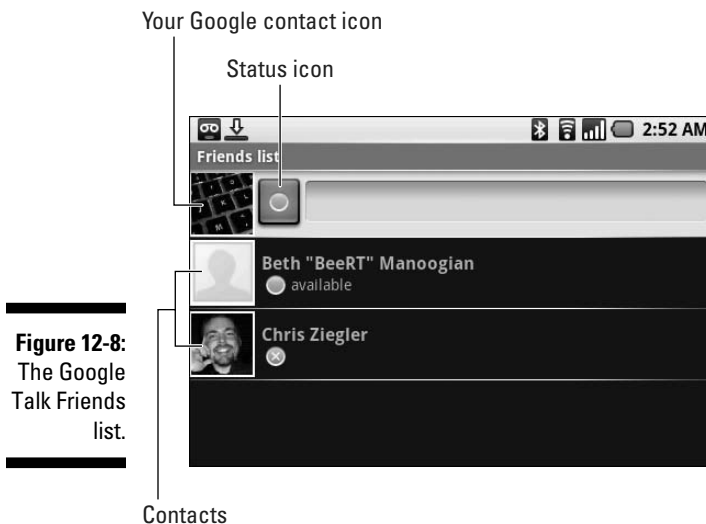 Your Google contact icon
Status icon
2:52 AM
Friends list
Beth "BeeRT" Manoogian
available
Chris Ziegler
Figure 12-8:
The Google
Talk Friends
list.
Contacts